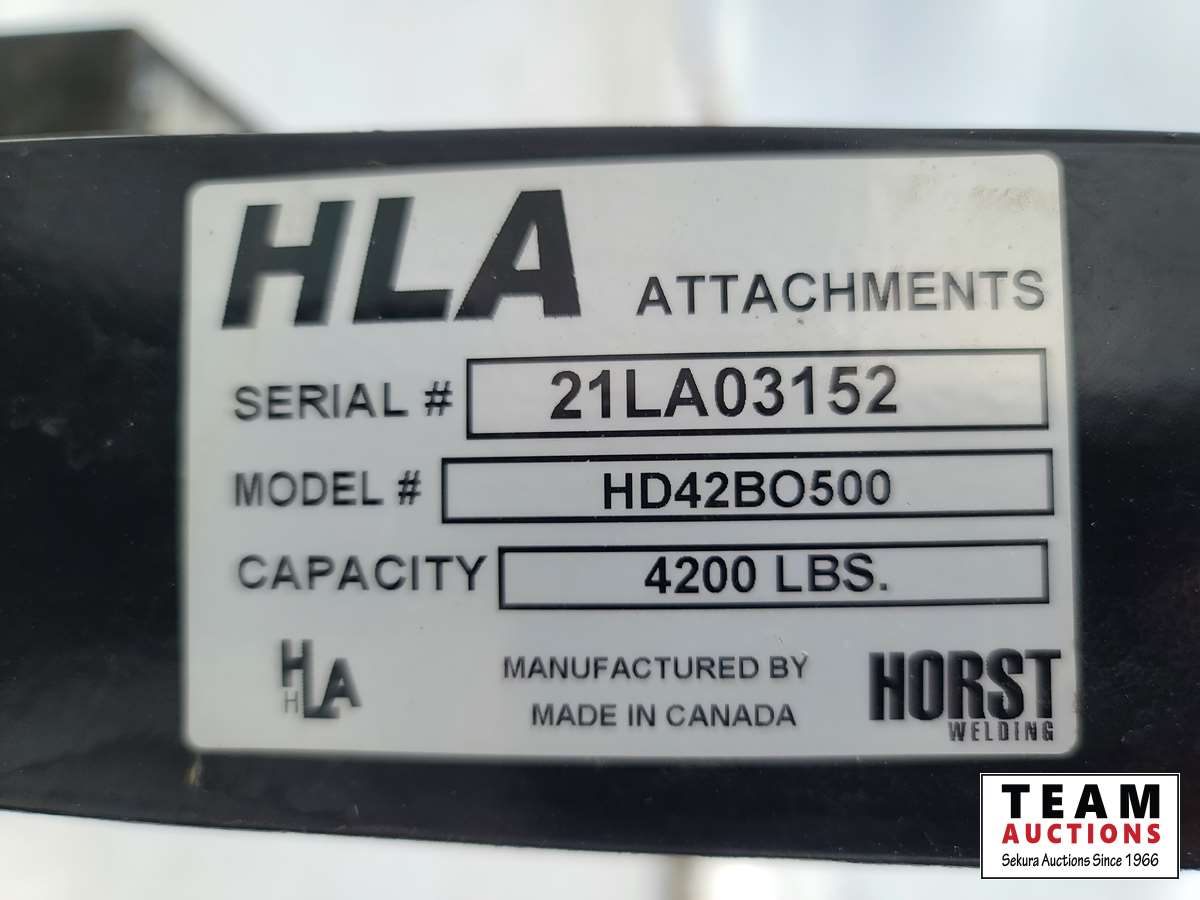 HLA ATTACHMENTS
SERIAL # 21LA03152
MODEL # HD42BO500
CAPACITY 4200 LBS.
HLA
H
MANUFACTURED BY
MADE IN CANADA
HORST
WELDING
TEAM
AUCTIONS
Sekura Auctions Since 1966